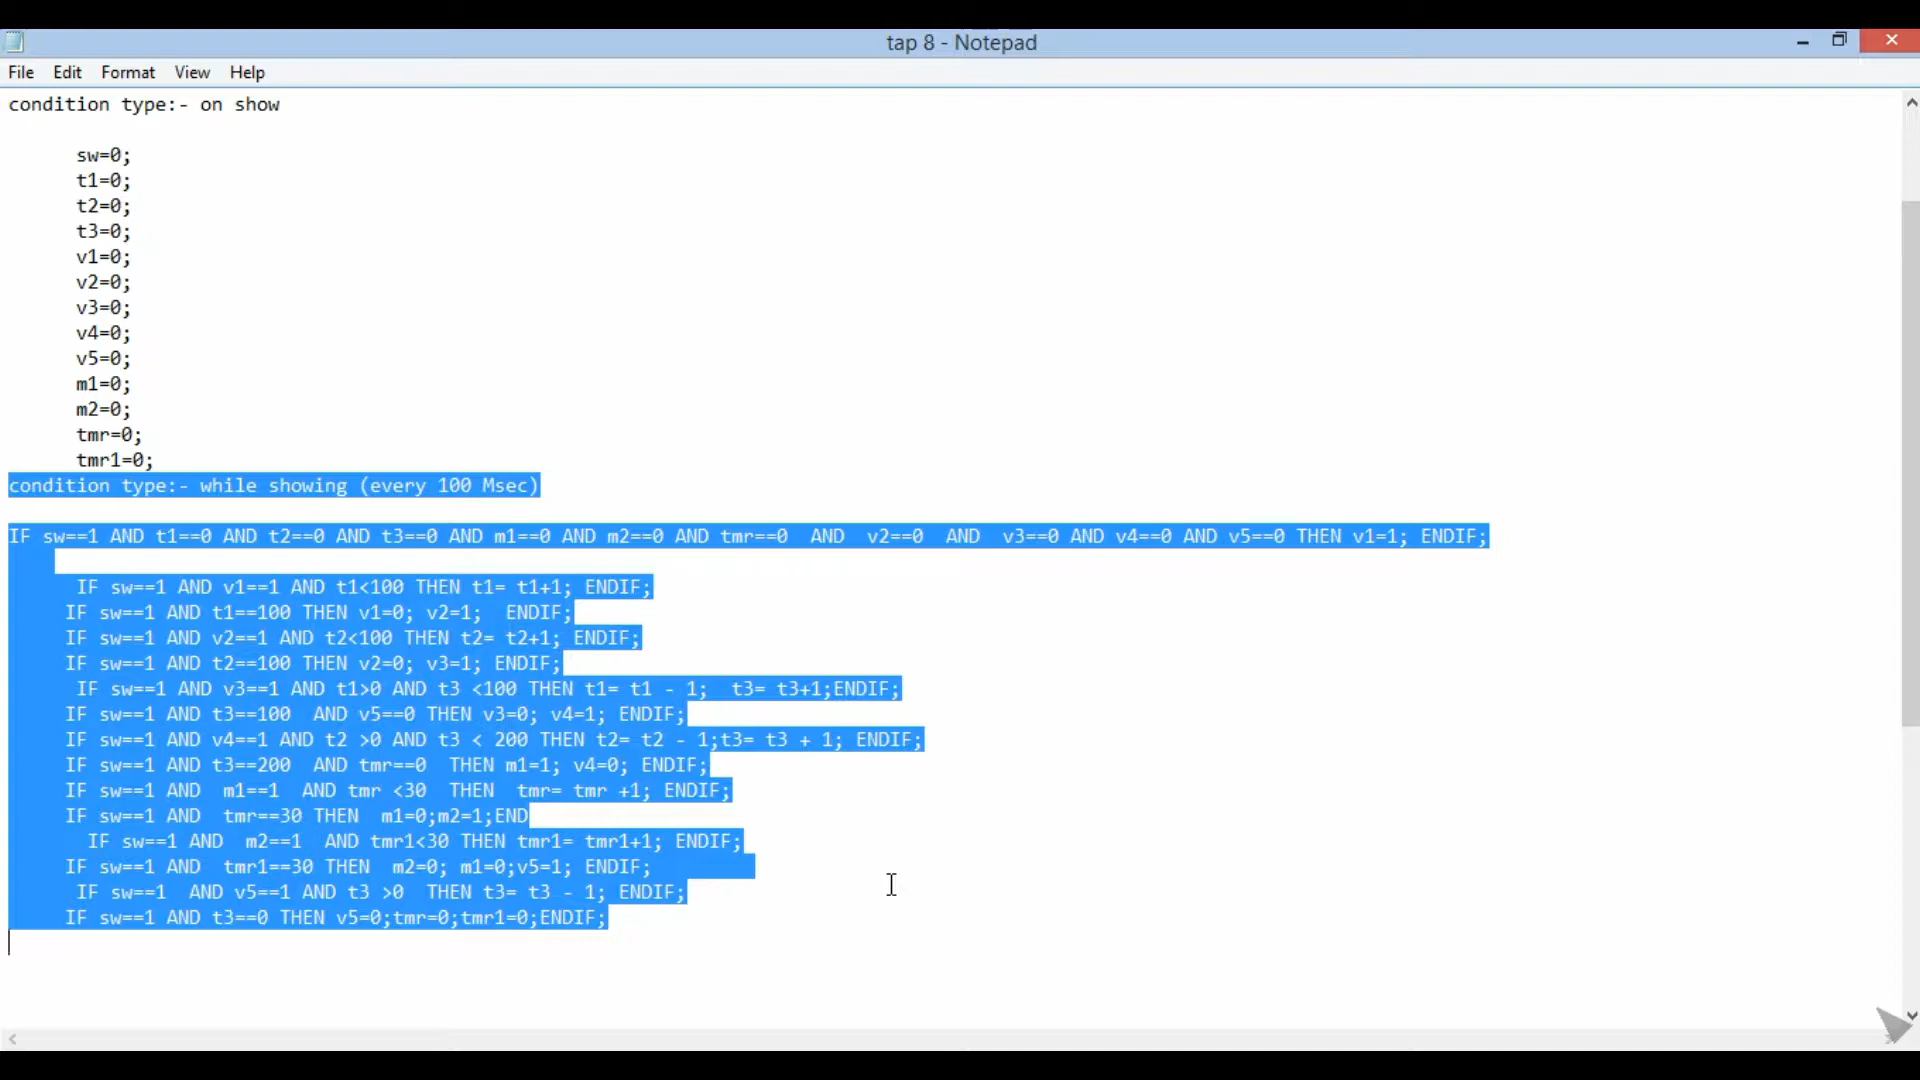 tap 8 - Notepad
File Edit Format View Help
condition type:- on show
sw=0;
t1=0;
t2=0;
t3=0;
v1=0;
v2=0;
v3=0;
v4=0;
v5=0;
m1=0;
m2=0;
tmr=0;
tmr1=0;
condition type:- while showing (every 100 Msec)
IF sw==1 AND t1==0 AND t2==0 AND t3==0 AND m1==0 AND m2==0 AND tmr==0  AND  v2==0  AND  v3==0 AND v4==0 AND v5==0 THEN v1=1; ENDIF;
IF sw==1 AND v1==1 AND t1<100 THEN t1= t1+1; ENDIF;
IF sw==1 AND t1==100 THEN v1=0; v2=1;  ENDIF;
IF sw==1 AND v2==1 AND t2<100 THEN t2= t2+1; ENDIF;
IF sw==1 AND t2==100 THEN v2=0; v3=1; ENDIF;
IF sw==1 AND v3==1 AND t1>0 AND t3 <100 THEN t1= t1 - 1;  t3= t3+1;ENDIF;
IF sw==1 AND t3==100  AND v5==0 THEN v3=0; v4=1; ENDIF;
IF sw==1 AND v4==1 AND t2 >0 AND t3 < 200 THEN t2= t2 - 1;t3= t3 + 1; ENDIF;
IF sw==1 AND t3==200  AND tmr==0  THEN m1=1; v4=0; ENDIF;
IF sw==1 AND  m1==1  AND tmr <30  THEN  tmr= tmr +1; ENDIF;
IF sw==1 AND  tmr==30 THEN  m1=0;m2=1;END
IF sw==1 AND  m2==1  AND tmr1<30 THEN tmr1= tmr1+1; ENDIF;
IF sw==1 AND  tmr1==30 THEN  m2=0; m1=0;v5=1; ENDIF;
IF sw==1  AND v5==1 AND t3 >0  THEN t3= t3 - 1; ENDIF;
IF sw==1 AND t3==0 THEN v5=0;tmr=0;tmr1=0;ENDIF;